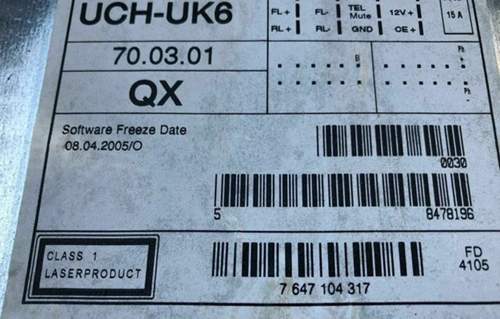 UCH-UK6
FL + FL- TEL Mute 12V + 15 A
RL + RL- GND CE +
70.03.01
QX
Software Freeze Date
08.04.2005/O
0030
5 8478196
CLASS 1
LASERPRODUCT
FD
4105
7 647 104 317